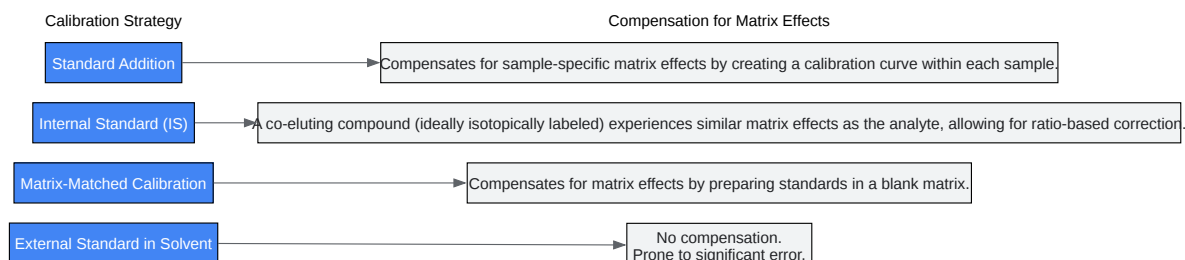 Calibration Strategy
Compensation for Matrix Effects
Standard Addition
Compensates for sample-specific matrix effects by creating a calibration curve within each sample.
Internal Standard (IS)
A co-eluting compound (ideally isotopically labeled) experiences similar matrix effects as the analyte, allowing for ratio-based correction.
Matrix-Matched Calibration
Compensates for matrix effects by preparing standards in a blank matrix.
External Standard in Solvent
No compensation.
Prone to significant error.